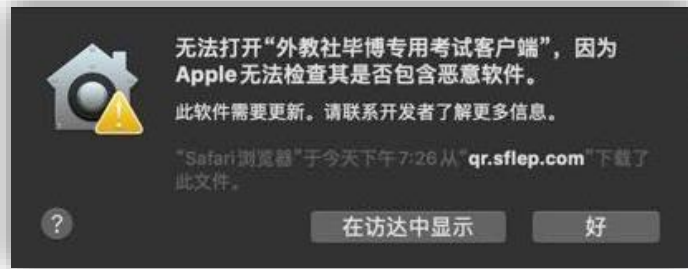 无法打开“外教社毕博专用考试客户端”，因为
Apple无法检查其是否包含恶意软件。
此软件需要更新。请联系开发者了解更多信息。
“Safari浏览器”于今天下午7:26从“qr.sflep.com”下载了
此文件。
?
在访达中显示
好